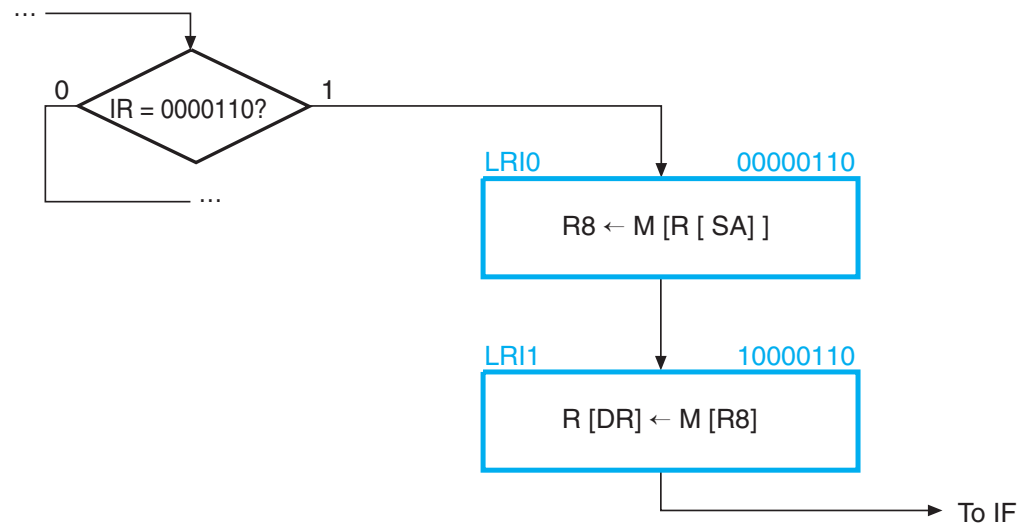 ...
0
IR = 0000110?
1
...
LRI0 00000110
R8 ← M [R [ SA] ]
LRI1 10000110
R [DR] ← M [R8]
To IF